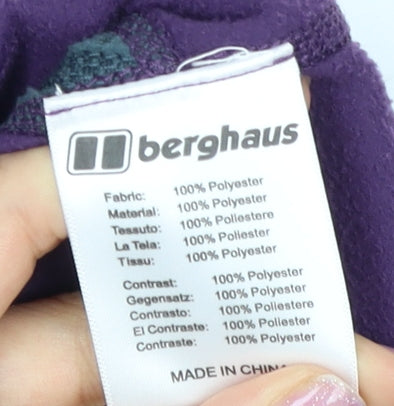 berghaus
Fabric: 100% Polyester
Material: 100% Polyester
Tessuto: 100% Poliestere
La Tela: 100% Poliester
Tissu: 100% Polyester
Contrast: 100% Polyester
Gegensatz: 100% Polyester
Contrasto: 100% Poliestere
El Contraste: 100% Poliester
Contraste: 100% Polyester
MADE IN CHINA